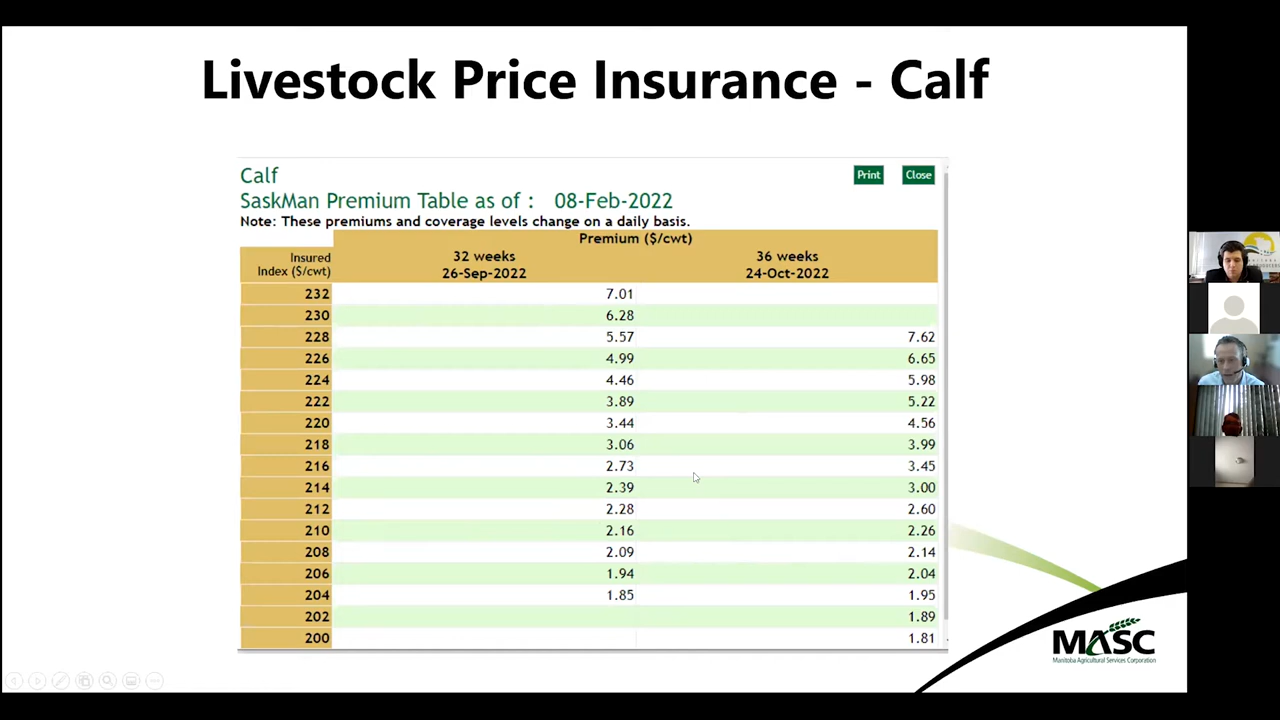 Livestock Price Insurance - Calf
Calf
Print Close
SaskMan Premium Table as of : 08-Feb-2022
Note: These premiums and coverage levels change on a daily basis.
Premium ($/cwt)
Insured Index ($/cwt) 32 weeks 26-Sep-2022 36 weeks 24-Oct-2022
232 7.01
230 6.28
228 5.57 7.62
226 4.99 6.65
224 4.46 5.98
222 3.89 5.22
220 3.44 4.56
218 3.06 3.99
216 2.73 3.45
214 2.39 3.00
212 2.28 2.60
210 2.16 2.26
208 2.09 2.14
206 1.94 2.04
204 1.85 1.95
202 1.89
200 1.81
MASC
Manitoba Agricultural Services Corporation